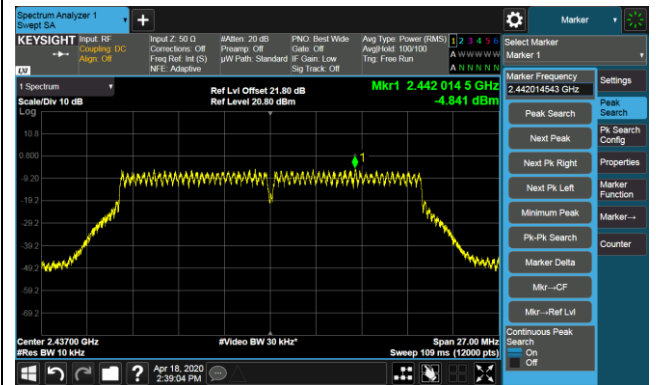 Spectrum Analyzer 1
Swept SA
Marker
KEYSIGHT
Input: RF
Coupling: DC
Align: Off
Input Z: 50 Ω
Corrections: Off
Freq Ref: Int (S)
NFE: Adaptive
#Atten: 20 dB
Preamp: Off
µW Path: Standard
PNO: Best Wide
Gate: Off
IF Gain: Low
Sig Track: Off
Avg Type: Power (RMS)
Avg|Hold: 100/100
Trig: Free Run
1 2 3 4 5 6
A W W W W W
A N N N N N
LXI
Select Marker
Marker 1
1 Spectrum
Scale/Div 10 dB
Log
Ref Lvl Offset 21.80 dB
Ref Level 20.80 dBm
Mkr1 2.442 014 5 GHz
-4.841 dBm
10.8
0.800
-9.20
-19.2
-29.2
-39.2
-49.2
-59.2
-69.2
1
Center 2.43700 GHz
#Res BW 10 kHz
#Video BW 30 kHz*
Span 27.00 MHz
Sweep 109 ms (12000 pts)
Marker Frequency
2.442014543 GHz
Peak Search
Next Peak
Next Pk Right
Next Pk Left
Minimum Peak
Pk-Pk Search
Marker Delta
Mkr→CF
Mkr→Ref Lvl
Continuous Peak
Search
On
Off
Settings
Peak
Search
Pk Search
Config
Properties
Marker
Function
Marker→
Counter
Apr 18, 2020
2:39:04 PM